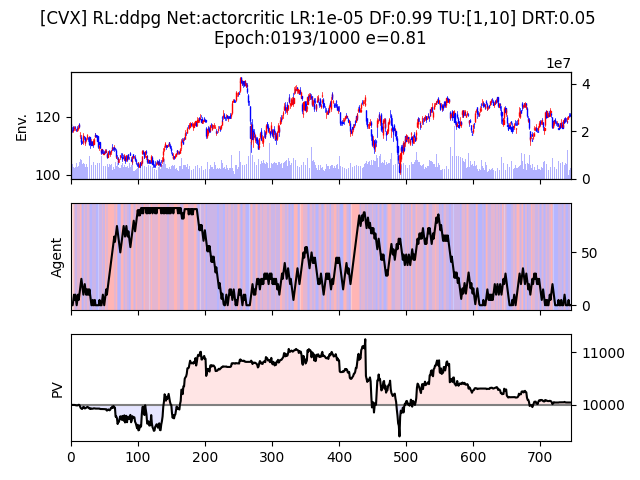 [CVX] RL:ddpg Net:actorcritic LR:1e-05 DF:0.99 TU:[1,10] DRT:0.05
Epoch:0193/1000 e=0.81
1e7
Env.
120
100
4
2
0
Agent
50
0
PV
11000
10000
0 100 200 300 400 500 600 700